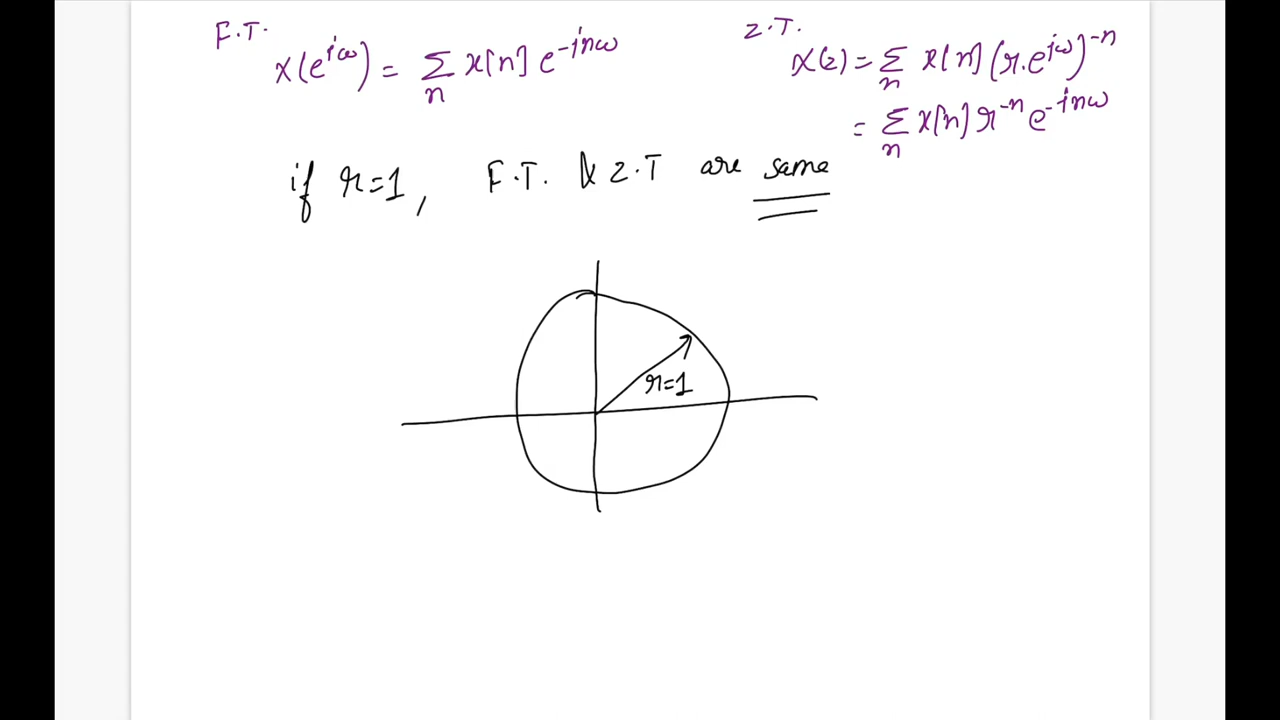 F.T.
X(e^{jω}) = Σ_n x[n] e^{-jnω}
Z.T.
X(z) = Σ_n x[n] (r.e^{jω})^{-n}
= Σ_n x[n] r^{-n} e^{-jnω}
if r=1, F.T. & Z.T are same
r=1